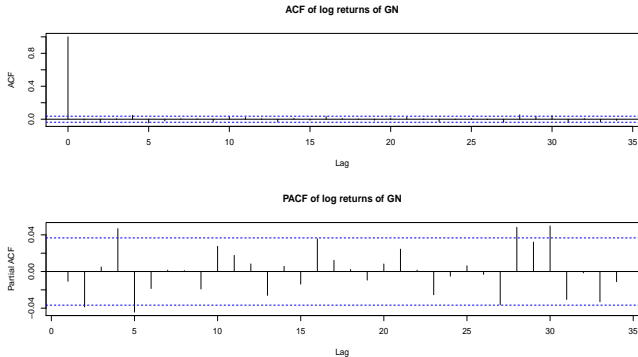 ACF of log returns of GN
ACF
0.8
0.4
0.0
0 5 10 15 20 25 30 35
Lag
PACF of log returns of GN
Partial ACF
0.04
0.00
−0.04
0 5 10 15 20 25 30 35
Lag